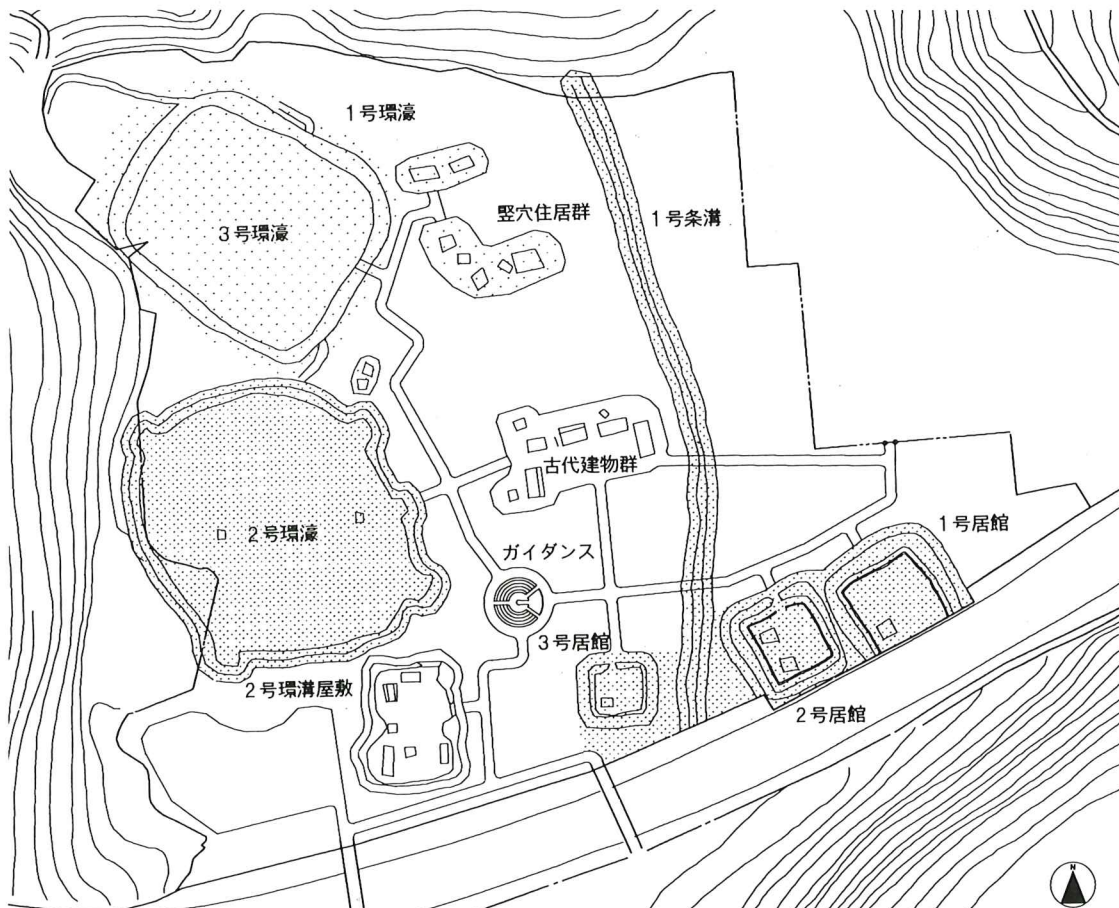 1号環濠
竪穴住居群
1号条溝
3号環濠
古代建物群
1号居館
2号環濠
ガイダンス
3号居館
2号環溝屋敷
2号居館
N